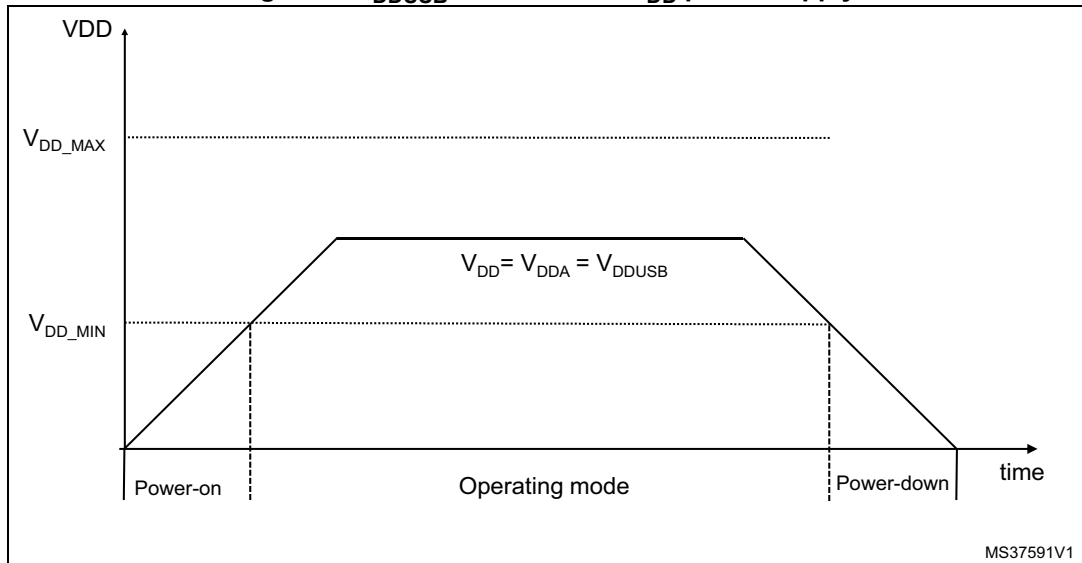 VDD
V_DD_MAX
V_DD= V_DDA = V_DDUSB
V_DD_MIN
Power-on
Operating mode
Power-down
time
MS37591V1